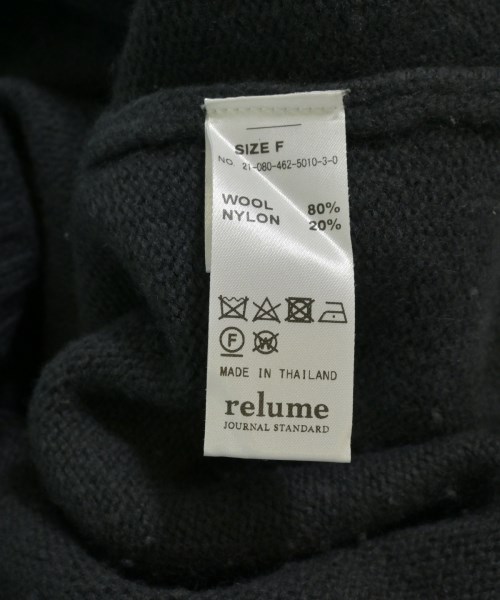 SIZE F
NO. 21-080-462-5010-3-0
WOOL 80%
NYLON 20%
F W
MADE IN THAILAND
relume
JOURNAL STANDARD